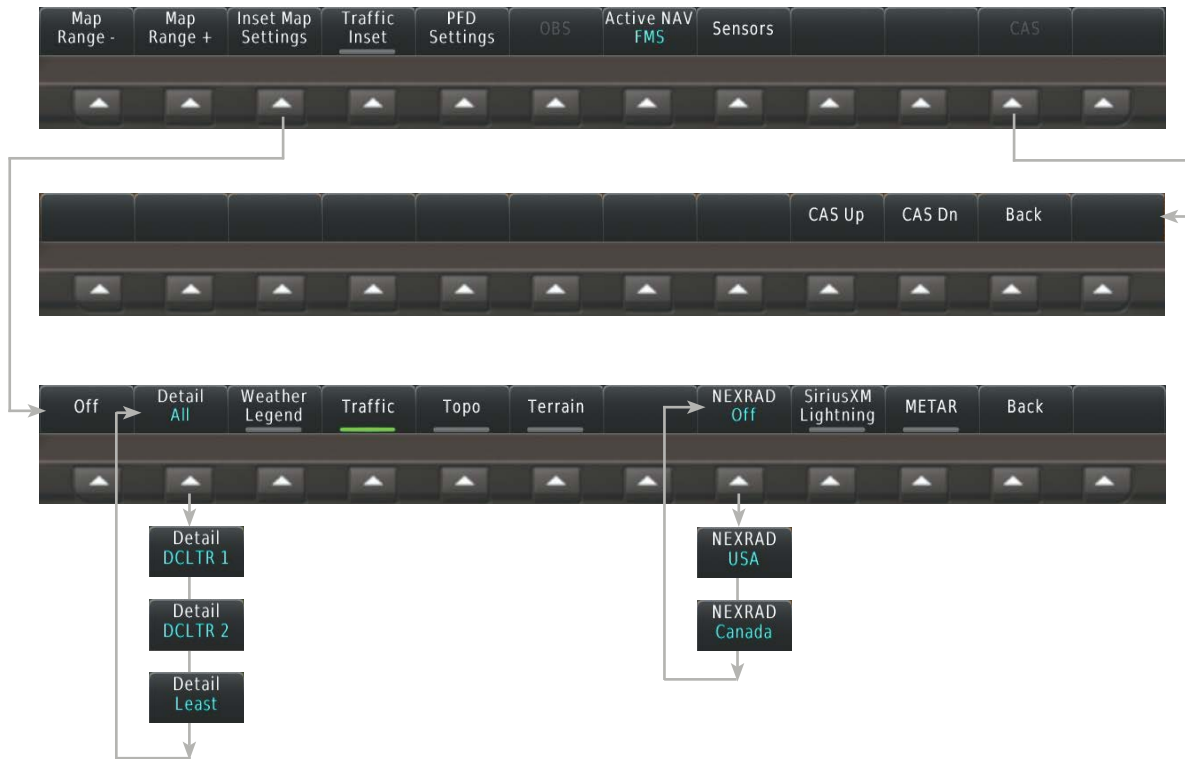 Map Range -
Map Range +
Inset Map Settings
Traffic Inset
PFD Settings
OBS
Active NAV FMS
Sensors
CAS
CAS Up
CAS Dn
Back
Off
Detail All
Weather Legend
Traffic
Topo
Terrain
NEXRAD Off
SiriusXM Lightning
METAR
Back
Detail
DCLTR 1
Detail
DCLTR 2
Detail
Least
NEXRAD
USA
NEXRAD
Canada